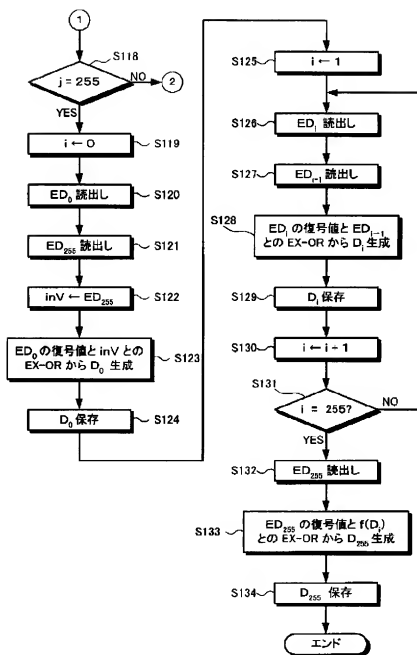 1
S118
j = 255
NO
2
YES
i ← 0
S119
ED0 読出し
S120
ED255 読出し
S121
inV ← ED255
S122
ED0 の復号値と inV との
EX-OR から D0 生成
S123
D0 保存
S124
S125
i ← 1
S126
EDi 読出し
S127
EDi-1 読出し
S128
EDi の復号値と EDi-1
との EX-OR から Di 生成
S129
Di 保存
S130
i ← i + 1
S131
i = 255?
NO
YES
S132
ED255 読出し
S133
ED255 の復号値と f(Di)
との EX-OR から D255 生成
S134
D255 保存
エンド